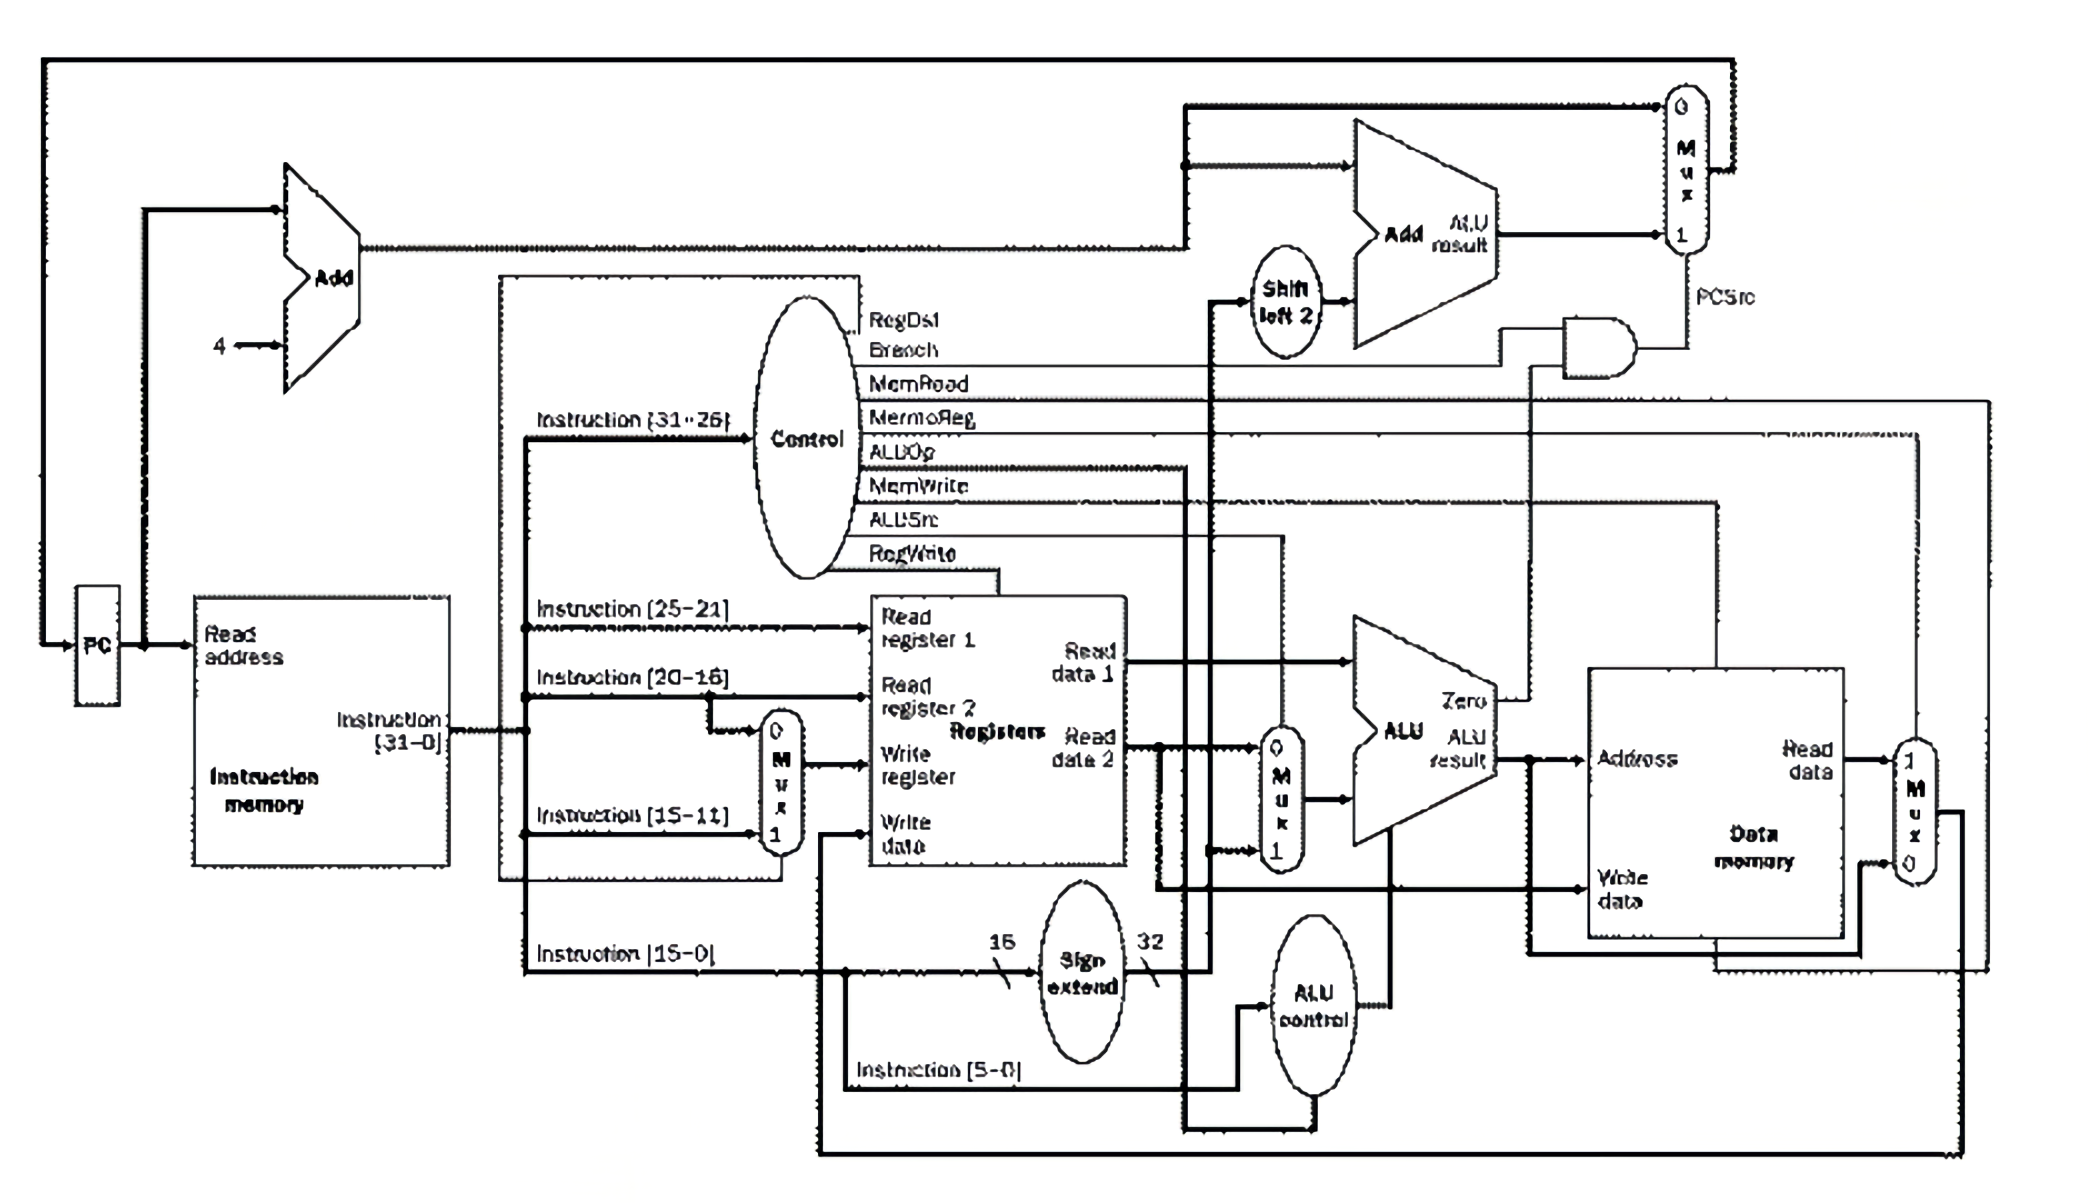 0
M
u
x
1
Add
ALU
result
Add
4
Shift
left 2
PCSrc
RegDst
Branch
MemRead
MemtoReg
ALUOp
MemWrite
ALUSrc
RegWrite
Control
Instruction [31-26]
Instruction [25-21]
Instruction [20-16]
Instruction [15-11]
Instruction [15-0]
Instruction [5-0]
PC
Read
address
Instruction
[31-0]
Instruction
memory
0
M
u
x
1
Read
register 1
Read
register 2
Registers
Write
register
Write
data
Read
data 1
Read
data 2
0
M
u
x
1
Zero
ALU
ALU
result
Address
Read
data
Data
memory
Write
data
1
M
u
x
0
16
Sign
extend
32
ALU
control